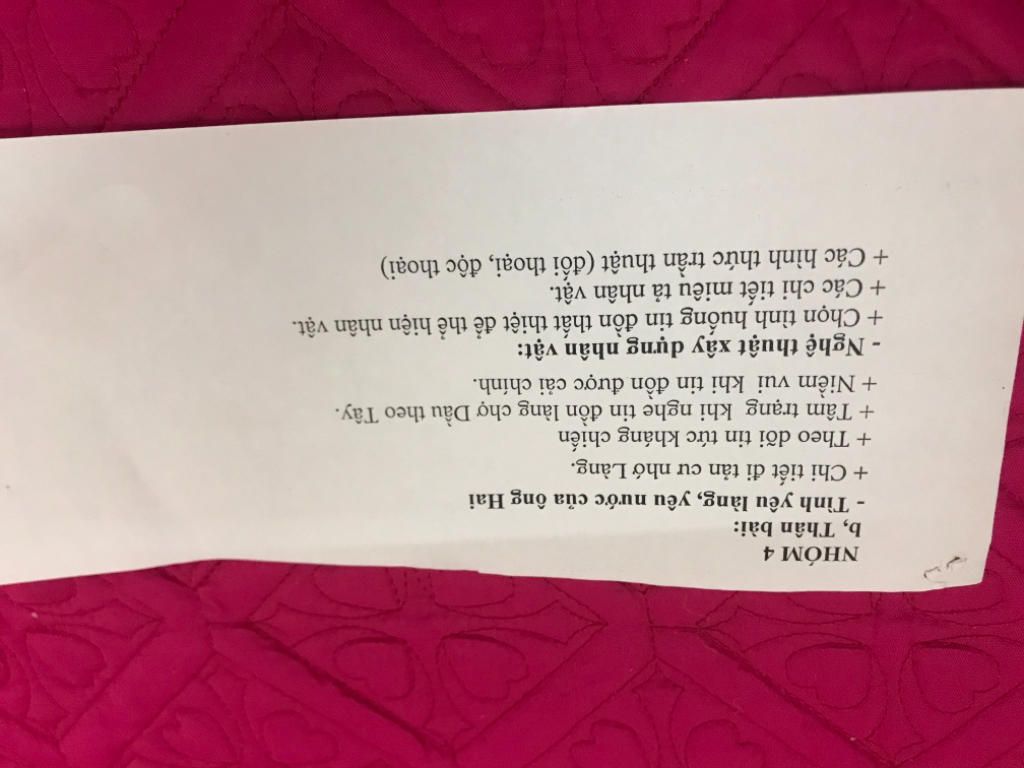 NHÓM 4
b, Thân bài:
- Tình yêu làng, yêu nước của ông Hai
+ Chi tiết đi tản cư nhớ Làng.
+ Theo dõi tin tức kháng chiến
+ Tâm trạng khi nghe tin đồn làng chợ Dầu theo Tây.
+ Niềm vui khi tin đồn được cải chính.
- Nghệ thuật xây dựng nhân vật:
+ Chọn tình huống tin đồn thất thiệt để thể hiện nhân vật.
+ Các chi tiết miêu tả nhân vật.
+ Các hình thức trần thuật (đối thoại, độc thoại)